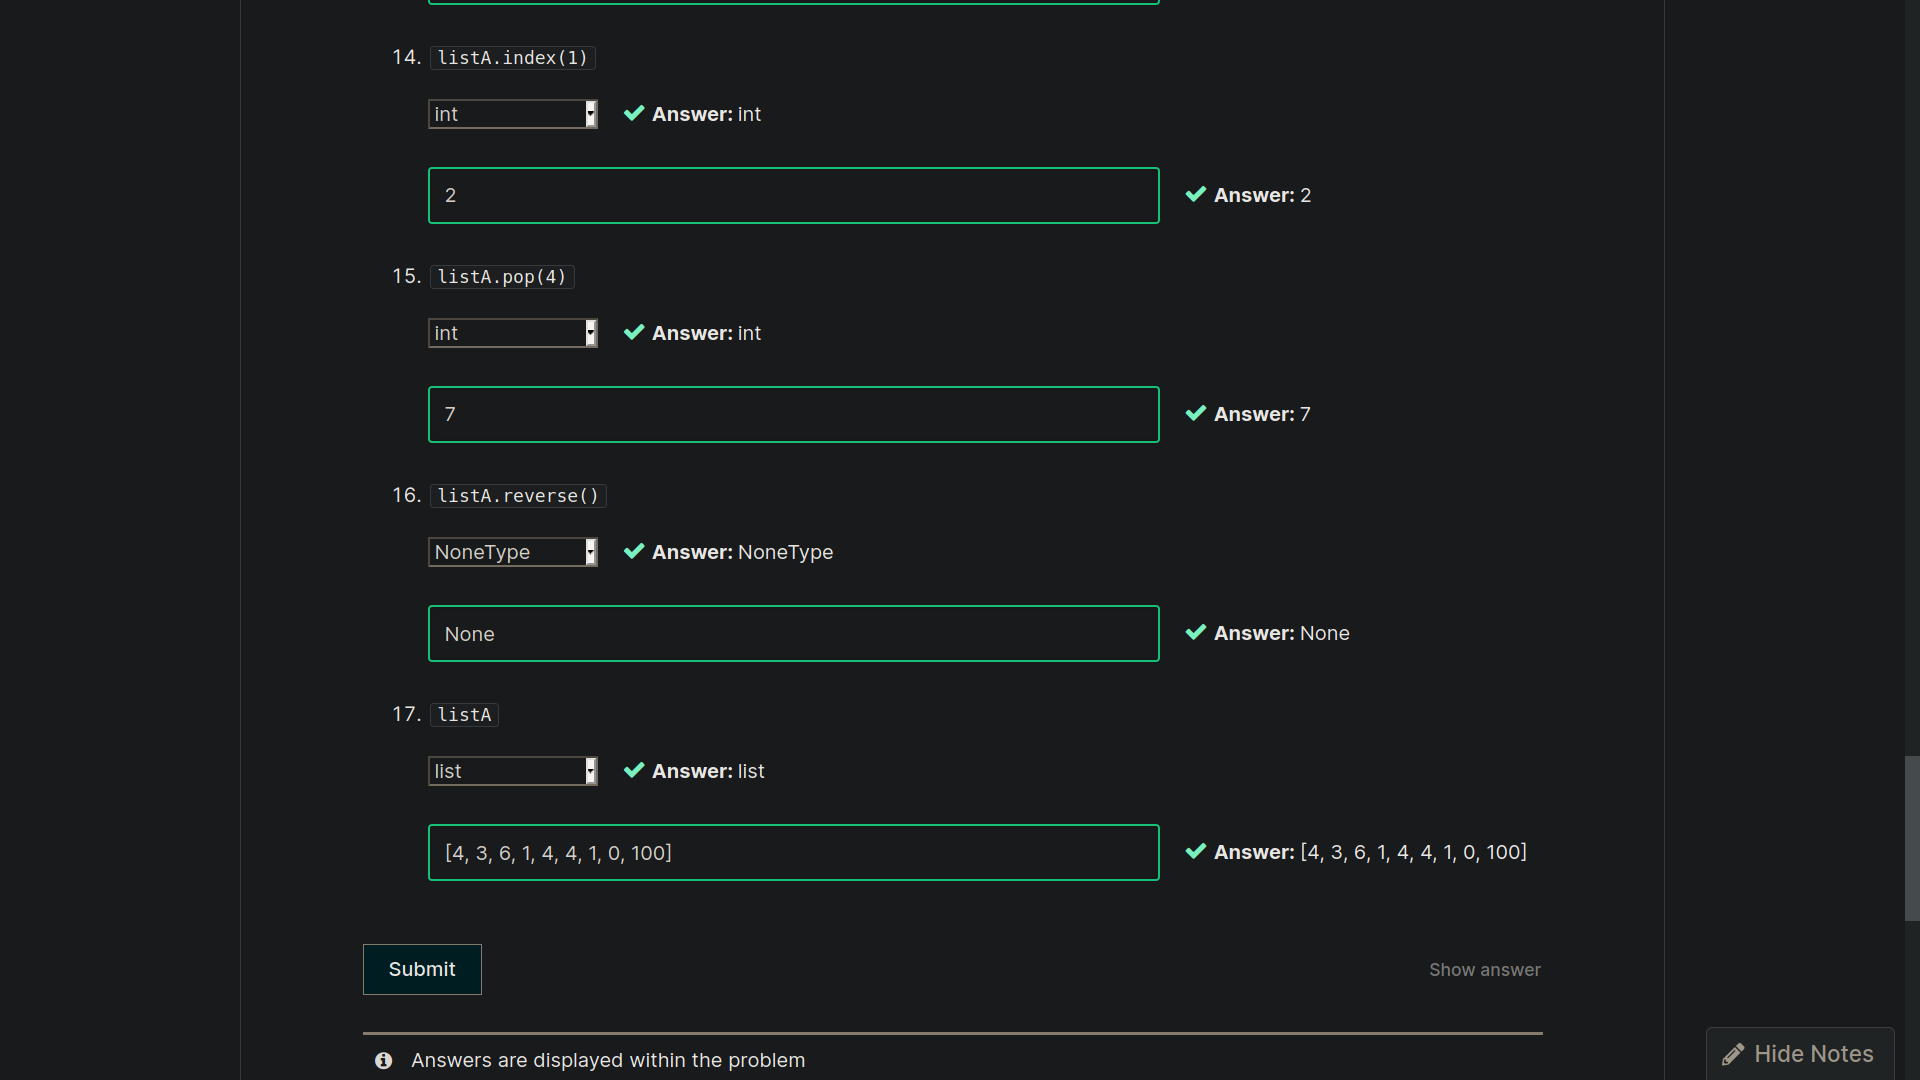 14. listA.index(1)
int Answer: int
2 Answer: 2
15. listA.pop(4)
int Answer: int
7 Answer: 7
16. listA.reverse()
NoneType Answer: NoneType
None Answer: None
17. listA
list Answer: list
[4, 3, 6, 1, 4, 4, 1, 0, 100] Answer: [4, 3, 6, 1, 4, 4, 1, 0, 100]
Submit Show answer
Answers are displayed within the problem
Hide Notes